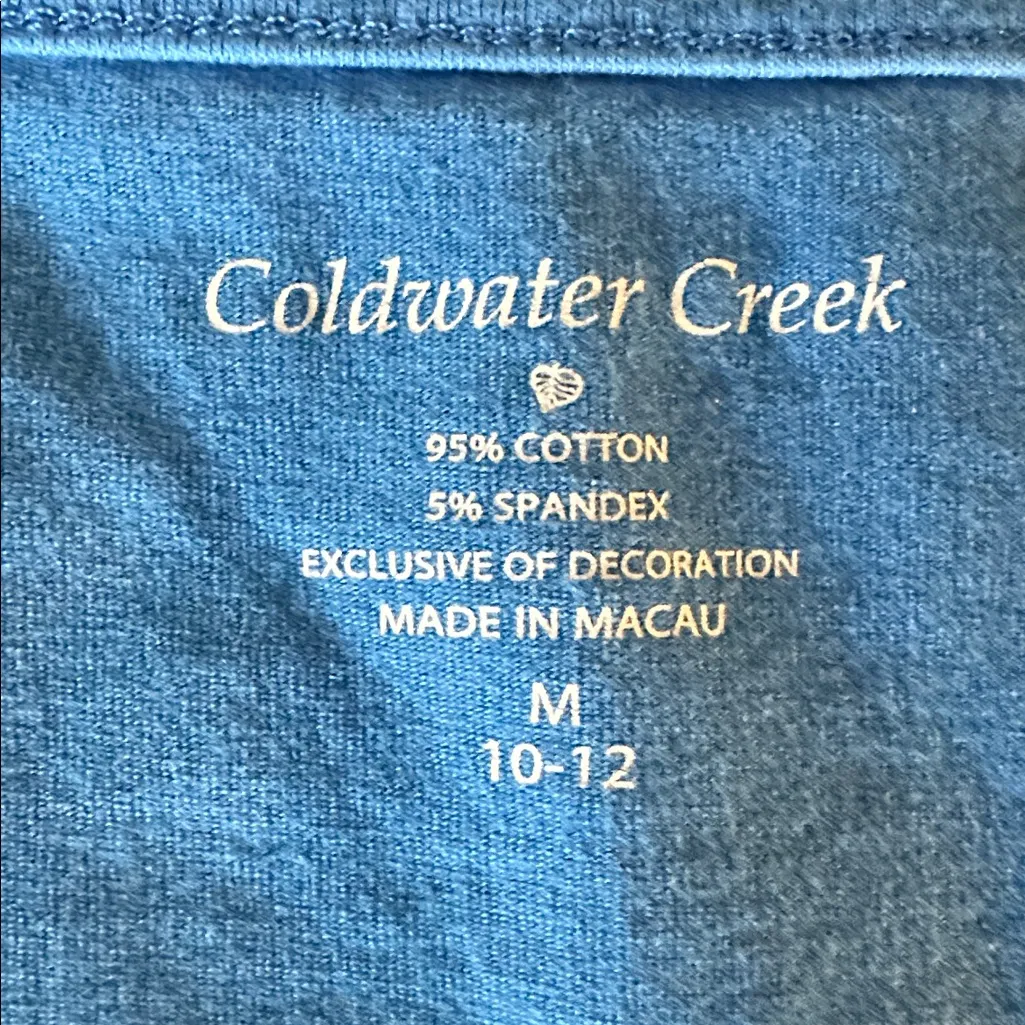 Coldwater Creek
95% COTTON
5% SPANDEX
EXCLUSIVE OF DECORATION
MADE IN MACAU
M
10-12